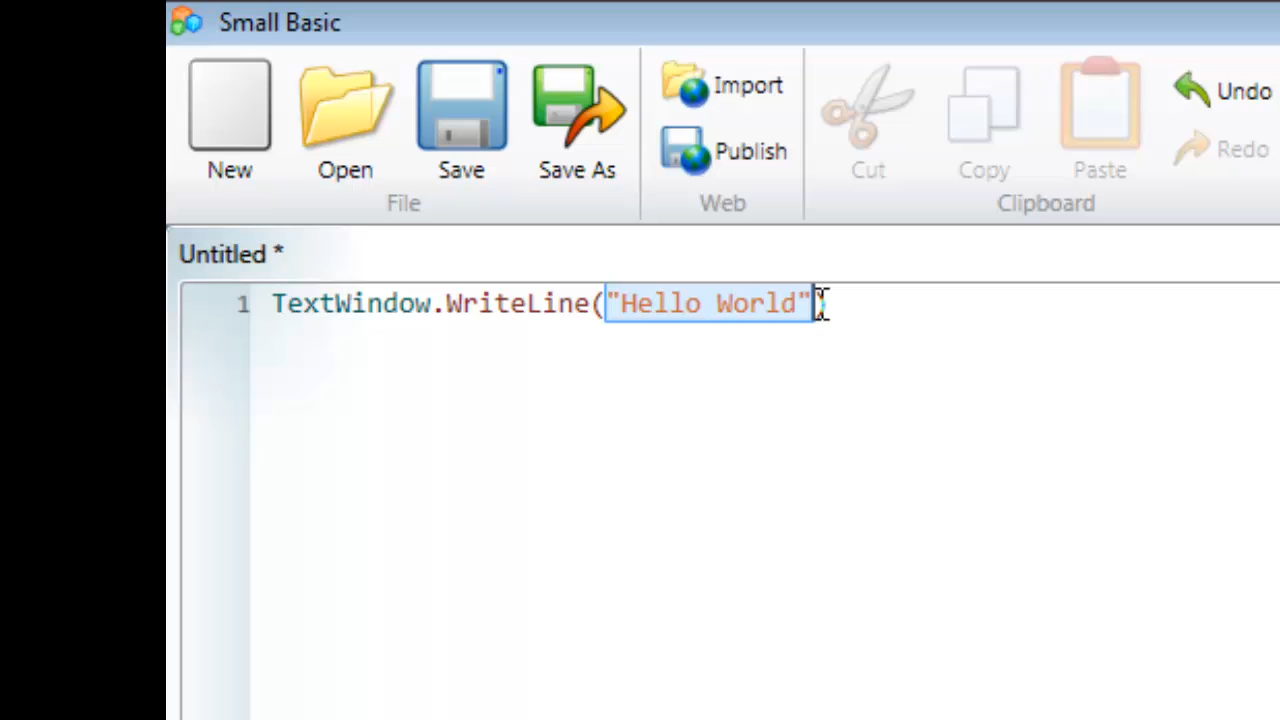 Small Basic
New
Open
Save
Save As
File
Import
Publish
Web
Cut
Copy
Paste
Clipboard
Undo
Redo
Untitled *
1 TextWindow.WriteLine("Hello World")